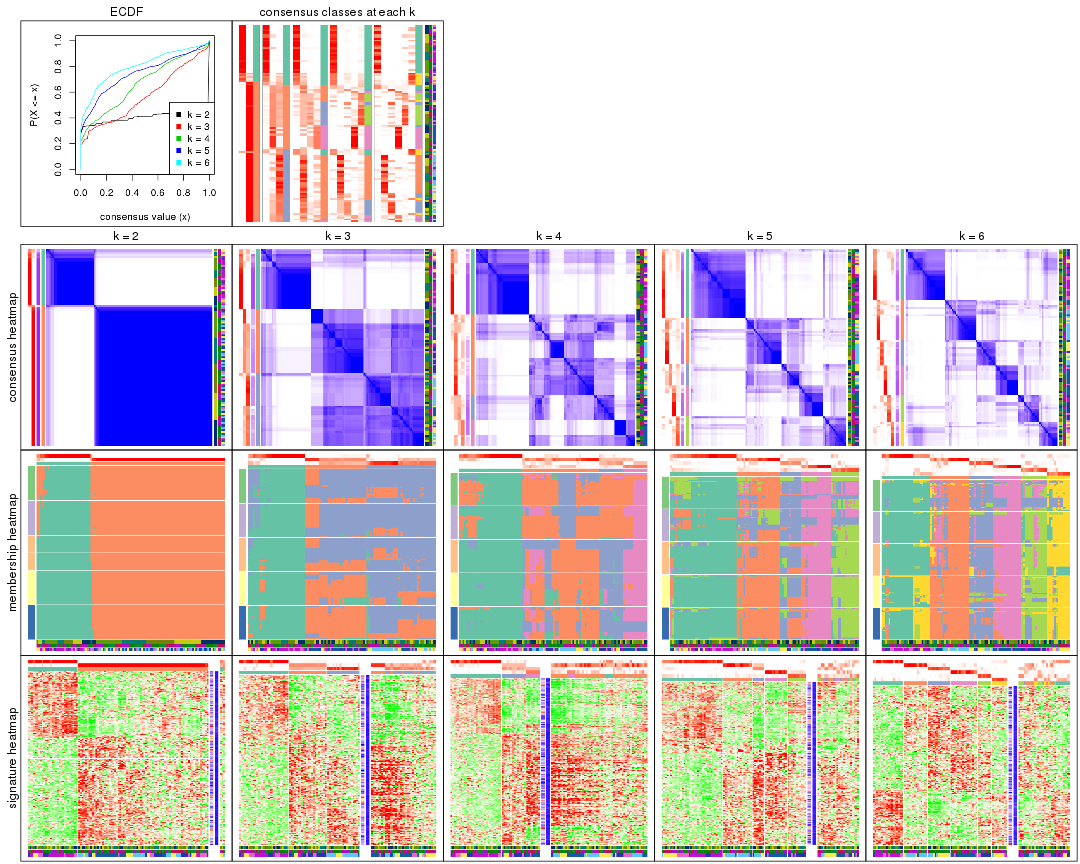 ECDF
consensus classes at each k
P(X <= x)
0.0 0.2 0.4 0.6 0.8 1.0
k = 2
k = 3
k = 4
k = 5
k = 6
0.0 0.2 0.4 0.6 0.8 1.0
consensus value (x)
k = 2
k = 3
k = 4
k = 5
k = 6
consensus heatmap
membership heatmap
signature heatmap